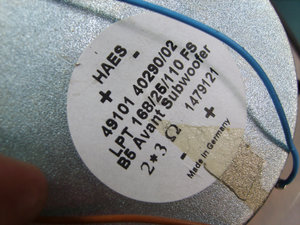 HAES -
+
49101 40290/02
LPT 168/25/110 FS
B5 Avant Subwoofer
2*3 Ω 1479121
- +
Made in Germany